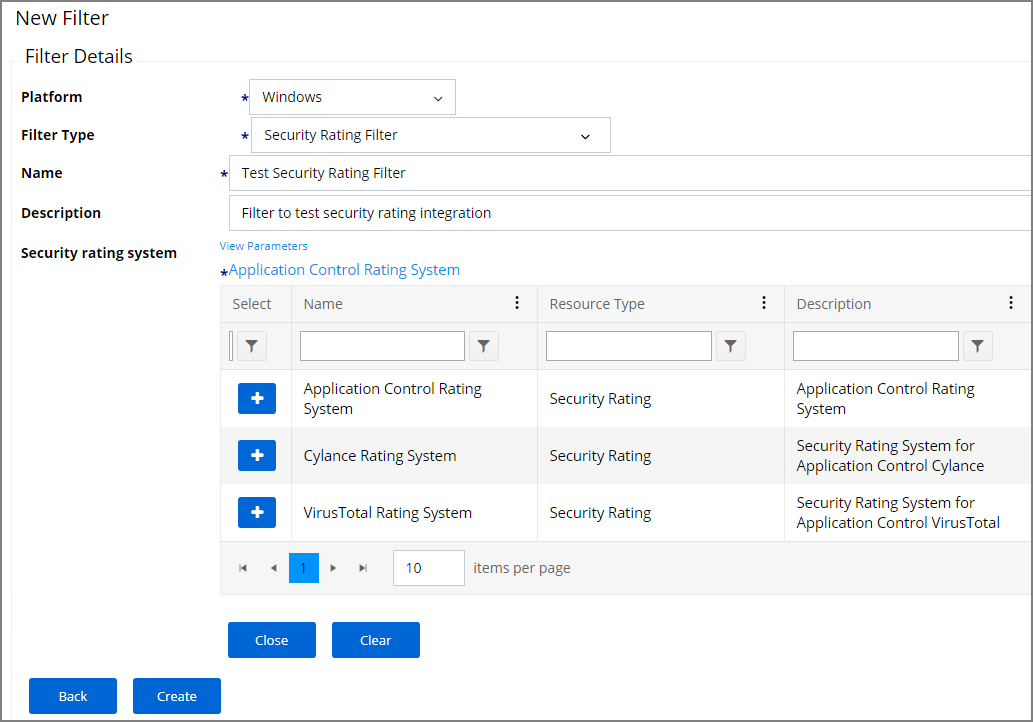 New Filter
Filter Details
Platform * Windows
Filter Type * Security Rating Filter
Name * Test Security Rating Filter
Description Filter to test security rating integration
Security rating system View Parameters
*Application Control Rating System
Select Name Resource Type Description
Application Control Rating System Security Rating Application Control Rating System
Cylance Rating System Security Rating Security Rating System for Application Control Cylance
VirusTotal Rating System Security Rating Security Rating System for Application Control VirusTotal
1 10 items per page
Close Clear
Back Create